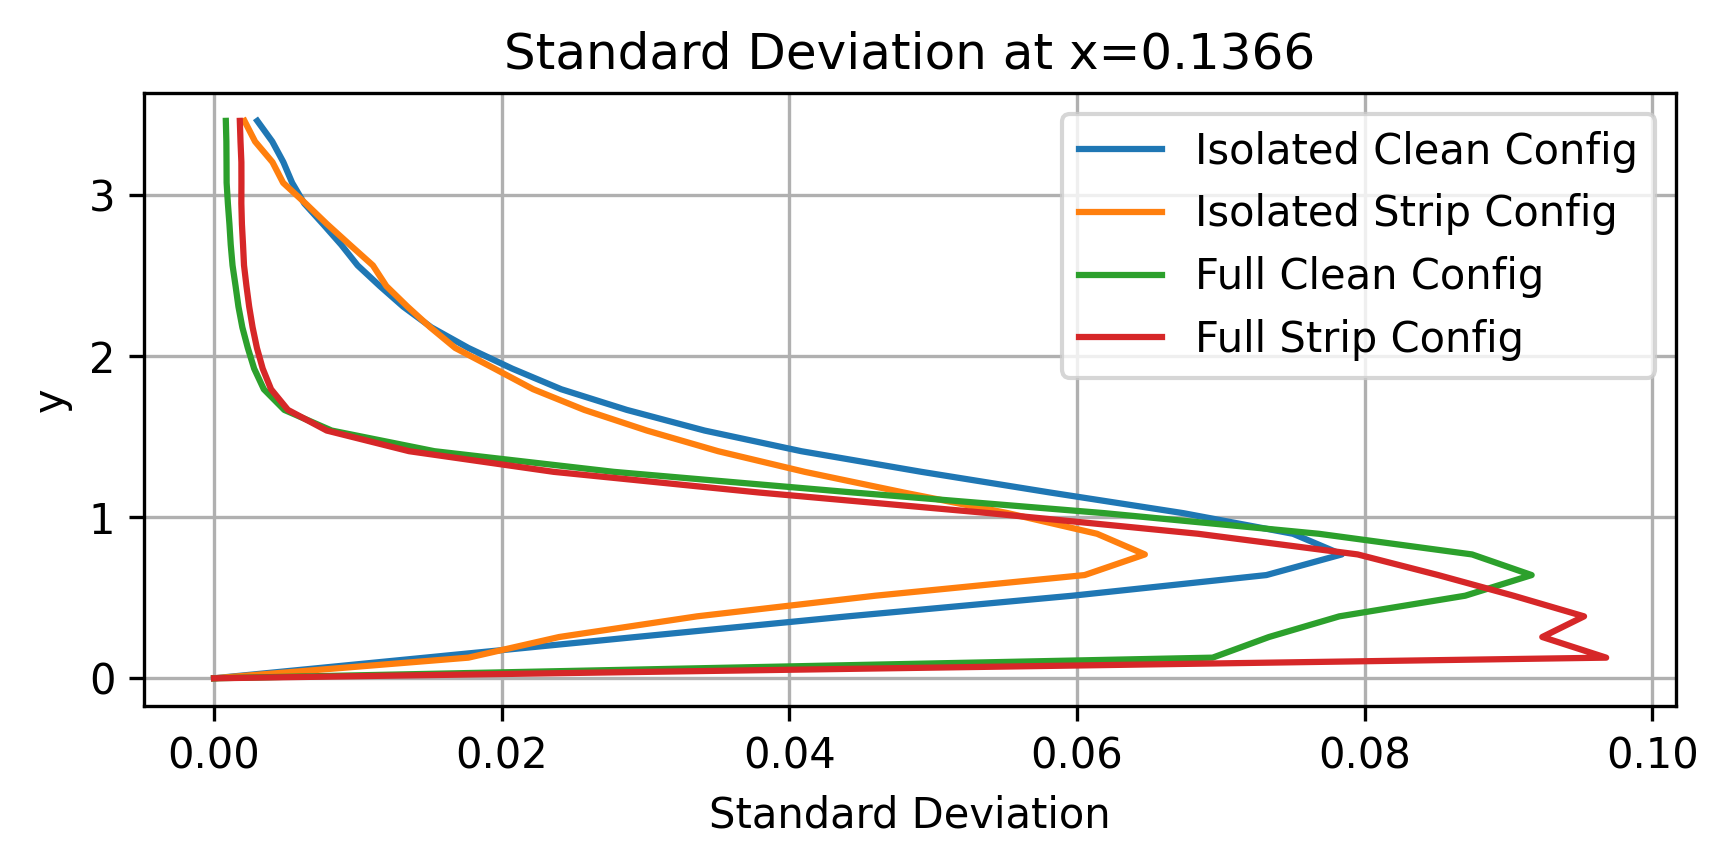 Standard Deviation at x=0.1366
Isolated Clean Config
Isolated Strip Config
Full Clean Config
Full Strip Config
y
3
2
1
0
0.00 0.02 0.04 0.06 0.08 0.10
Standard Deviation